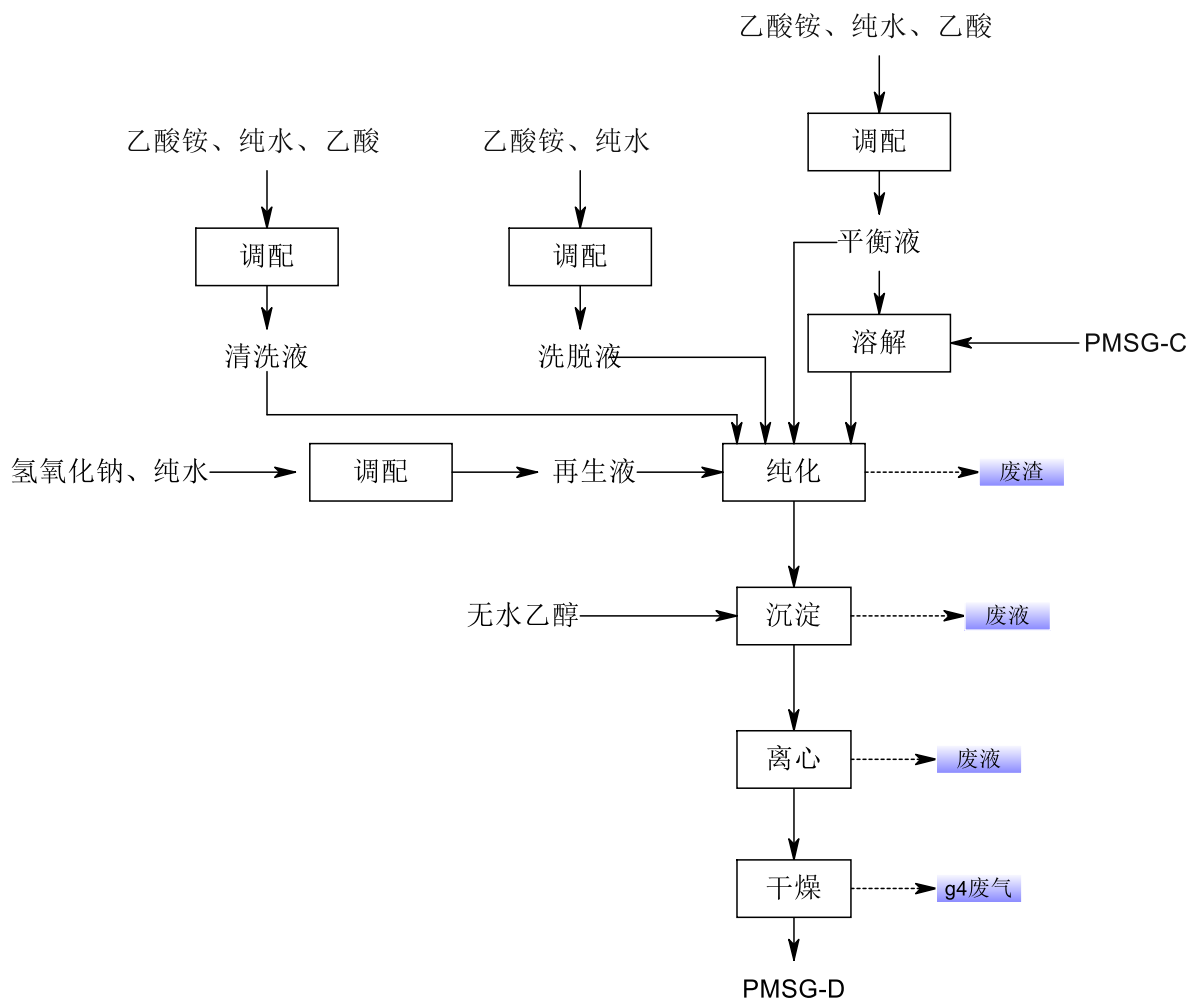 乙酸铵、纯水、乙酸
调配
乙酸铵、纯水、乙酸
乙酸铵、纯水
调配
调配
平衡液
清洗液
洗脱液
溶解
PMSG-C
氢氧化钠、纯水
调配
再生液
纯化
废渣
无水乙醇
沉淀
废液
离心
废液
干燥
g4废气
PMSG-D